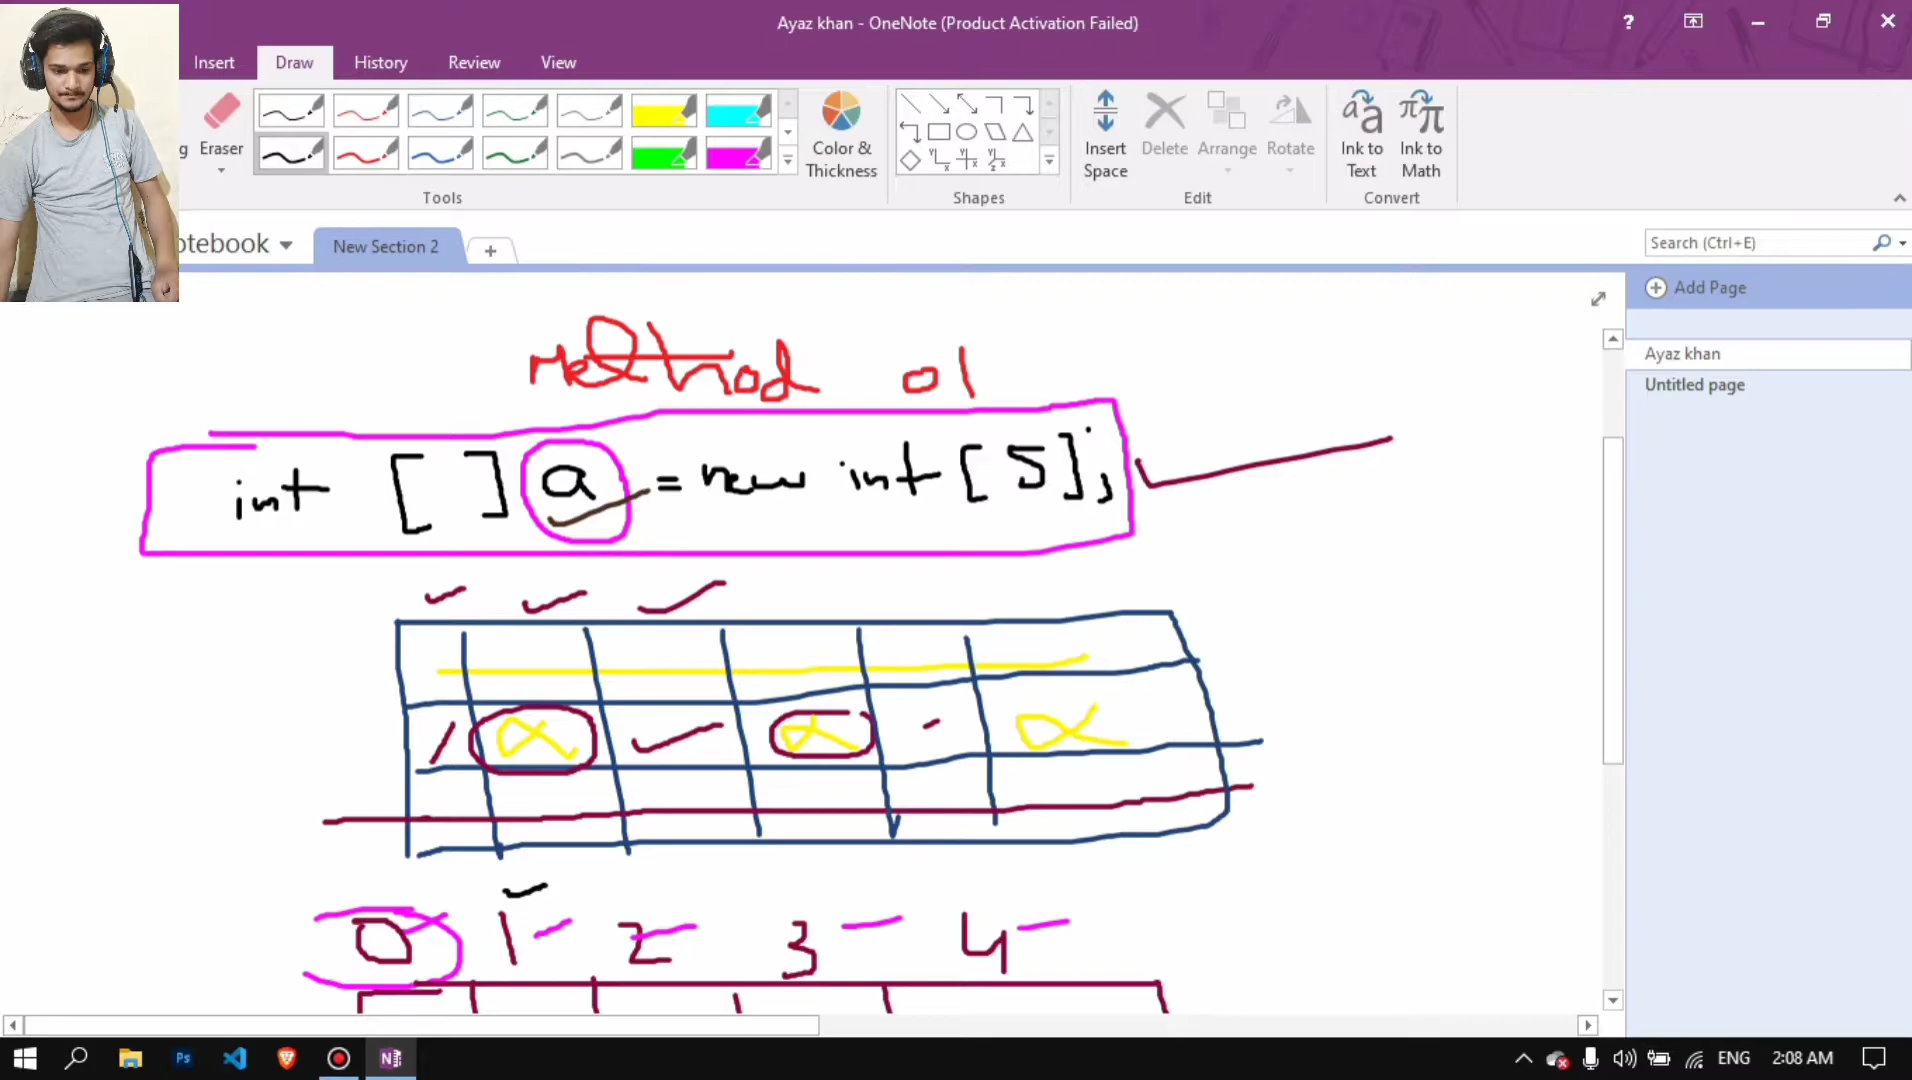 Ayaz khan - OneNote (Product Activation Failed)
Insert Draw History Review View
Eraser
Color & Thickness
Insert Space
Delete Arrange Rotate
Ink to Text
Ink to Math
Tools Shapes Edit Convert
otebook New Section 2
Search (Ctrl+E)
Add Page
Ayaz khan
Untitled page
Method 01
int [ ] a = new int [ 5 ] ;
0 1 2 3 4
ENG 2:08 AM